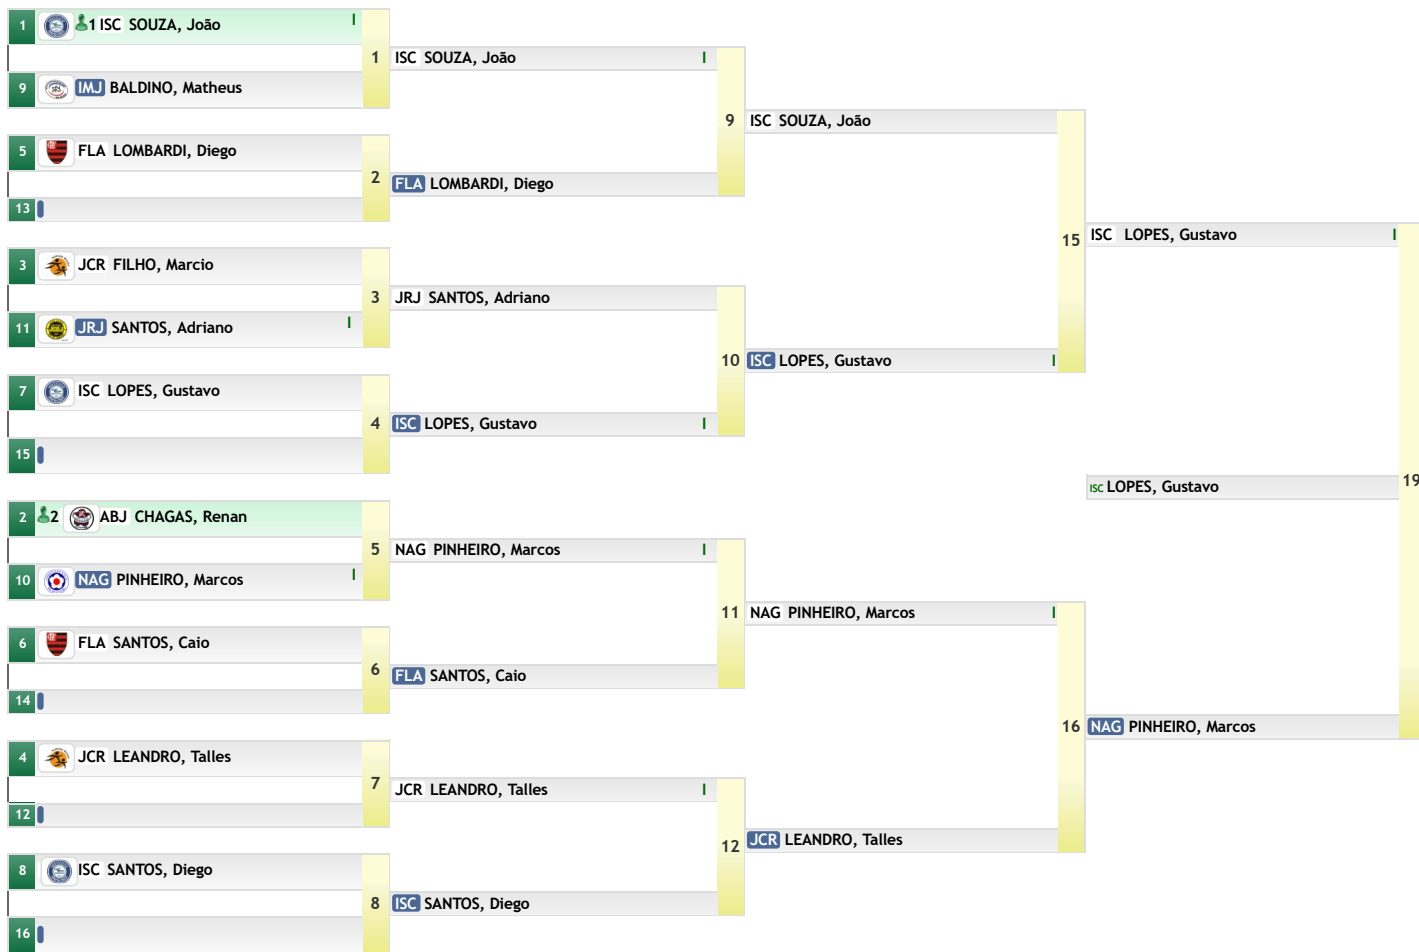 1 1 ISC SOUZA, João I
9 IMJ BALDINO, Matheus
1
5 FLA LOMBARDI, Diego
13
2
3 JCR FILHO, Marcio
11 JRJ SANTOS, Adriano I
3
7 ISC LOPES, Gustavo
15
4
2 2 ABJ CHAGAS, Renan
10 NAG PINHEIRO, Marcos I
5
6 FLA SANTOS, Caio
14
6
4 JCR LEANDRO, Talles
12
7
8 ISC SANTOS, Diego
16
8
ISC SOUZA, João I
FLA LOMBARDI, Diego
9
JRJ SANTOS, Adriano
ISC LOPES, Gustavo I
10
NAG PINHEIRO, Marcos I
FLA SANTOS, Caio
11
JCR LEANDRO, Talles I
ISC SANTOS, Diego
12
ISC SOUZA, João
ISC LOPES, Gustavo I
15
NAG PINHEIRO, Marcos I
JCR LEANDRO, Talles
16
ISC LOPES, Gustavo I
ISC LOPES, Gustavo
19
NAG PINHEIRO, Marcos